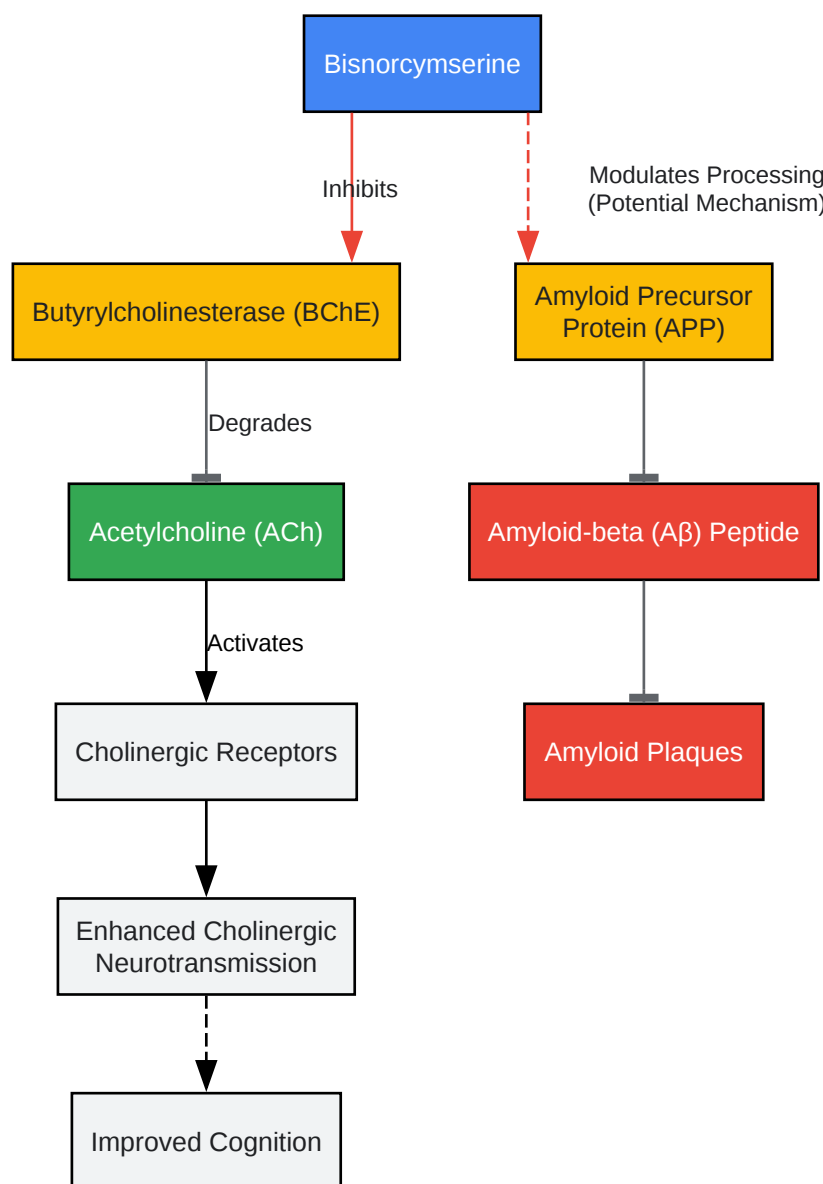 Bisnorcymserine
Inhibits
Modulates Processing
(Potential Mechanism)
Butyrylcholinesterase (BChE)
Amyloid Precursor
Protein (APP)
Degrades
Acetylcholine (ACh)
Amyloid-beta (Aβ) Peptide
Activates
Cholinergic Receptors
Amyloid Plaques
Enhanced Cholinergic
Neurotransmission
Improved Cognition